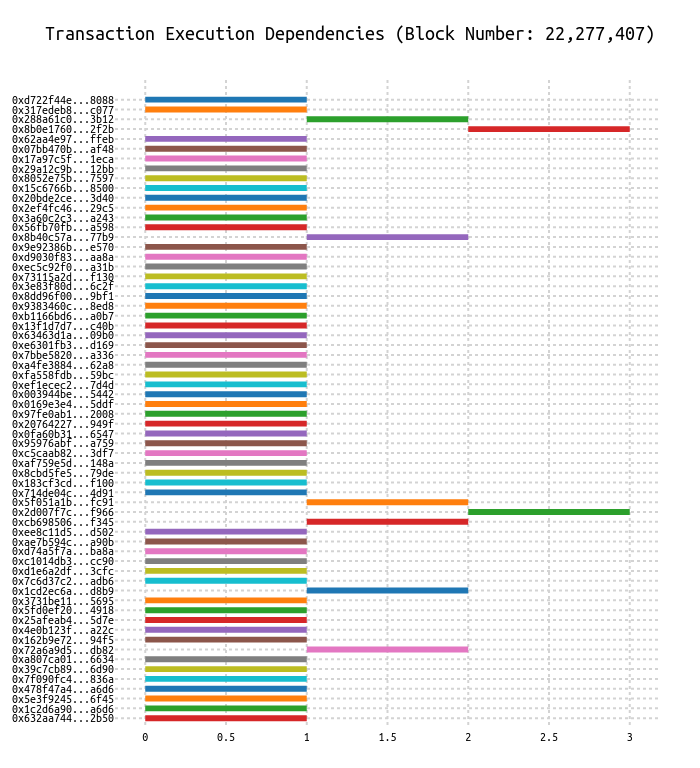 Transaction Execution Dependencies (Block Number: 22,277,407)
0xd722f44e...8088
0x317edeb8...c077
0x288a61c0...3b12
0x8b0e1760...2f2b
0x62aa4e97...ffeb
0x07bb470b...af48
0x17a97c5f...1eca
0x29a12c9b...12bb
0x8052e75b...7597
0x15c6766b...8500
0x20bde2ce...3d40
0x2ef4fc46...29c5
0x3a60c2c3...a243
0x56fb70fb...a598
0x8b40c57a...77b9
0x9e92386b...e570
0xd9030f83...aa8a
0xec5c92f0...a31b
0x73115a2d...f130
0x3e83f80d...6c2f
0x8dd96f00...9bf1
0x9383460c...8ed8
0xb1166bd6...a0b7
0x13f1d7d7...c40b
0x63463d1a...09b0
0xe6301fb3...d169
0x7bbe5820...a336
0xa4fe3884...62a8
0xfa558fdb...59bc
0xef1ecec2...7d4d
0x003944be...5442
0x0169e3e4...5ddf
0x97fe0ab1...2008
0x20764227...949f
0x0fa60b31...6547
0x95976abf...a759
0xc5caab82...3df7
0xaf759e5d...148a
0x8cbd5fe5...79de
0x183cf3cd...f100
0x714de04c...4d91
0x5f051a1b...fc91
0x2d007f7c...f966
0xcb698506...f345
0xee8c11d5...d502
0xae7b594c...a90b
0xd74a5f7a...ba8a
0xc1014db3...cc90
0xd1e6a2df...3cfc
0x7c6d37c2...adb6
0x1cd2ec6a...d8b9
0x3731be11...5695
0x5fd0ef20...4918
0x25afeab4...5d7e
0x4e0b123f...a22c
0x162b9e72...94f5
0x72a6a9d5...db82
0xa807ca01...6634
0x39c7cb89...6d90
0x7f090fc4...836a
0x478f47a4...a6d6
0x5e3f9245...6f45
0x1c2d6a90...a6d6
0x632aa744...2b50
0 0.5 1 1.5 2 2.5 3